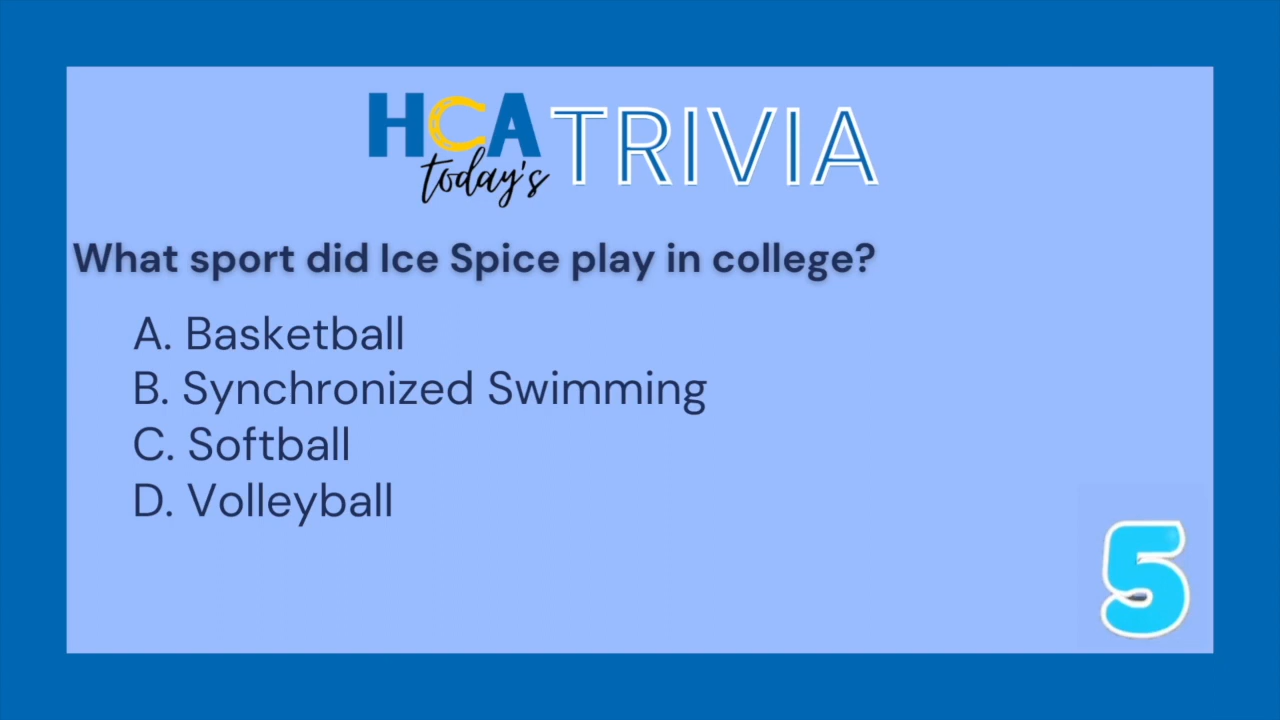 HCA TRIVIA
today's
What sport did Ice Spice play in college?
A. Basketball
B. Synchronized Swimming
C. Softball
D. Volleyball
5